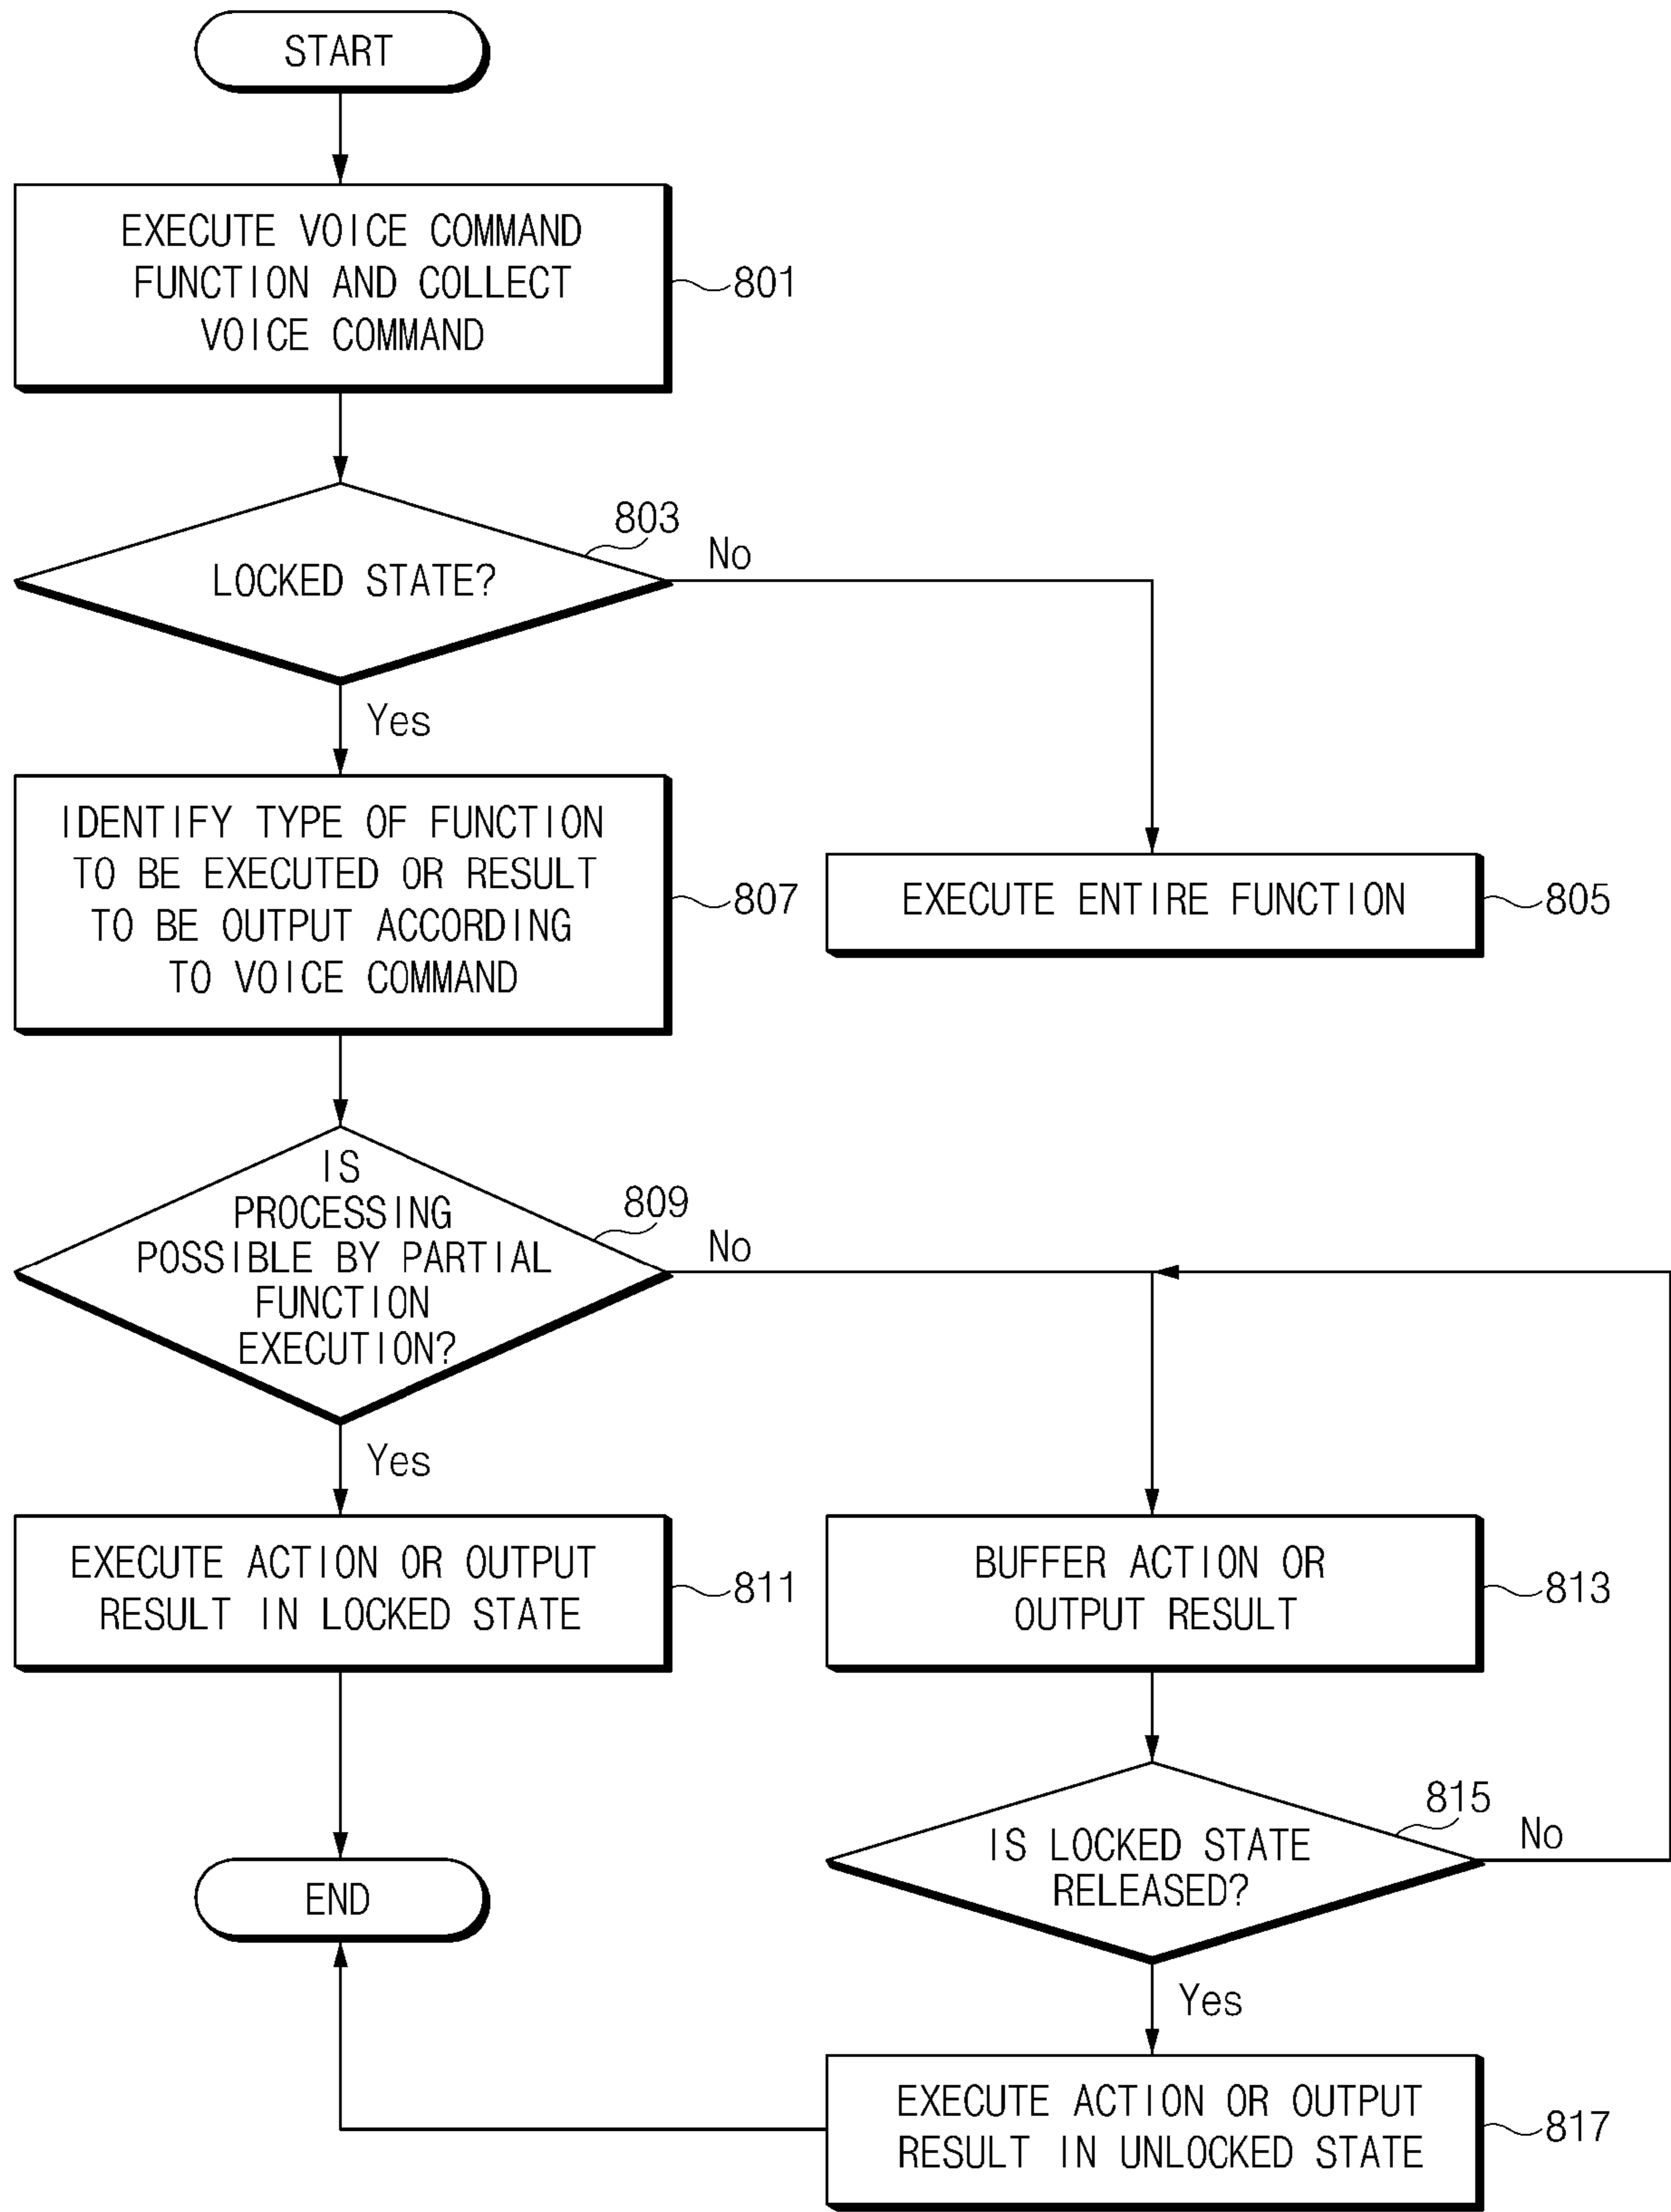 START
EXECUTE VOICE COMMAND
FUNCTION AND COLLECT
VOICE COMMAND
801
803
LOCKED STATE?
No
Yes
IDENTIFY TYPE OF FUNCTION
TO BE EXECUTED OR RESULT
TO BE OUTPUT ACCORDING
TO VOICE COMMAND
807
EXECUTE ENTIRE FUNCTION
805
IS
PROCESSING
POSSIBLE BY PARTIAL
FUNCTION
EXECUTION?
809
No
Yes
EXECUTE ACTION OR OUTPUT
RESULT IN LOCKED STATE
811
BUFFER ACTION OR
OUTPUT RESULT
813
815
IS LOCKED STATE
RELEASED?
No
END
Yes
EXECUTE ACTION OR OUTPUT
RESULT IN UNLOCKED STATE
817